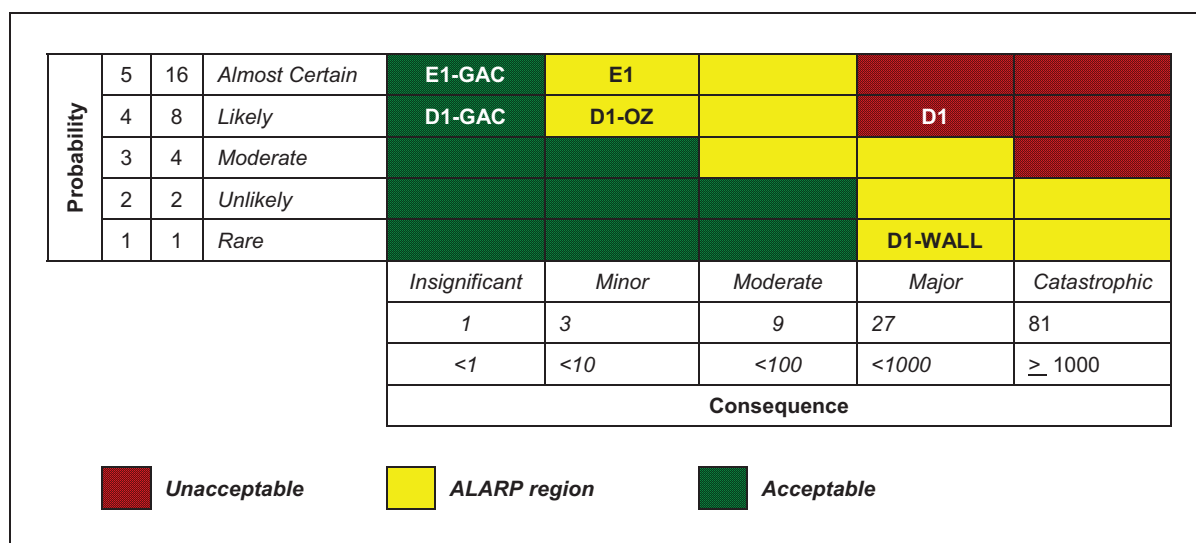 5 16 Almost Certain E1-GAC E1
4 8 Likely D1-GAC D1-OZ D1
Probability
3 4 Moderate
2 2 Unlikely
1 1 Rare D1-WALL
Insignificant Minor Moderate Major Catastrophic
1 3 9 27 81
<1 <10 <100 <1000 ≥ 1000
Consequence
Unacceptable ALARP region Acceptable